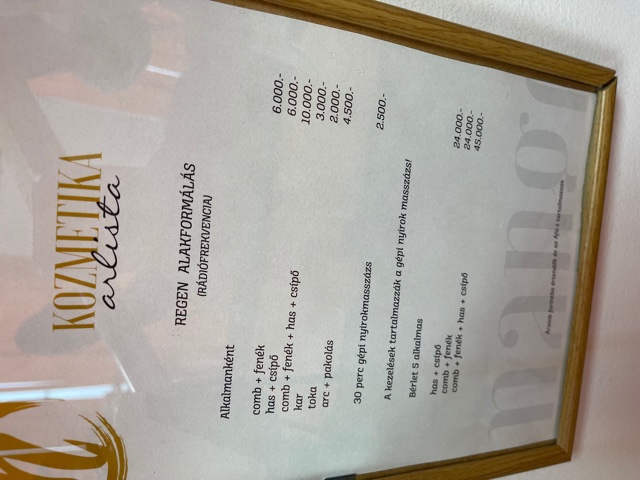 KOZMETIKA
arlista
REGEN ALAKFORMÁLÁS
(RÁDIÓFREKVENCIA)
Alkalmanként
comb + fenék 6.000.-
has + csípő 6.000.-
comb + fenék + has + csípő 10.000.-
kar 3.000.-
toka 2.000.-
arc + pakolás 4.500.-
30 perc gépi nyirokmasszázs 2.500.-
A kezelések tartalmazzák a gépi nyirok masszázs!
Bérlet 5 alkalmas
has + csípő 24.000.-
comb + fenék 24.000.-
comb + fenék + has + csípő 45.000.-
mango
Áraink forintba értendők és az Áfá-t tartalmazzák